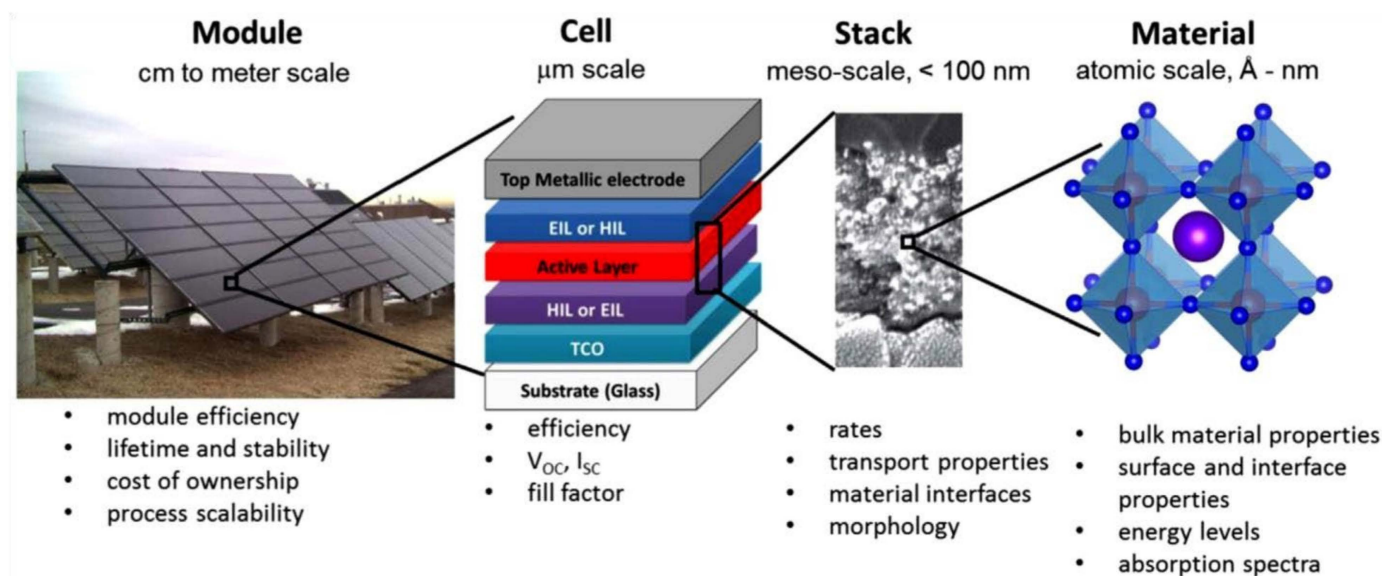 Module
cm to meter scale
Cell
μm scale
Stack
meso-scale, < 100 nm
Material
atomic scale, Å - nm
Top Metallic electrode
EIL or HIL
Active Layer
HIL or EIL
TCO
Substrate (Glass)
• module efficiency
• lifetime and stability
• cost of ownership
• process scalability
• efficiency
• VOC, ISC
• fill factor
• rates
• transport properties
• material interfaces
• morphology
• bulk material properties
• surface and interface
properties
• energy levels
• absorption spectra